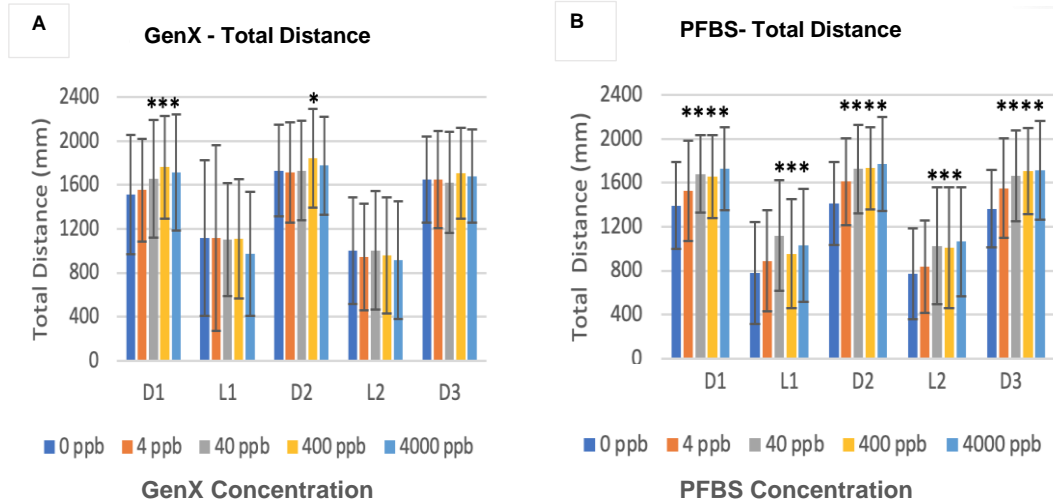 A
GenX - Total Distance
***
*
2400
2000
1600
1200
800
400
0
Total Distance (mm)
D1 L1 D2 L2 D3
0 ppb 4 ppb 40 ppb 400 ppb 4000 ppb
GenX Concentration
B
PFBS- Total Distance
**** *** **** *** ****
2400
2000
1600
1200
800
400
0
Total Distance (mm)
D1 L1 D2 L2 D3
0 ppb 4 ppb 40 ppb 400 ppb 4000 ppb
PFBS Concentration